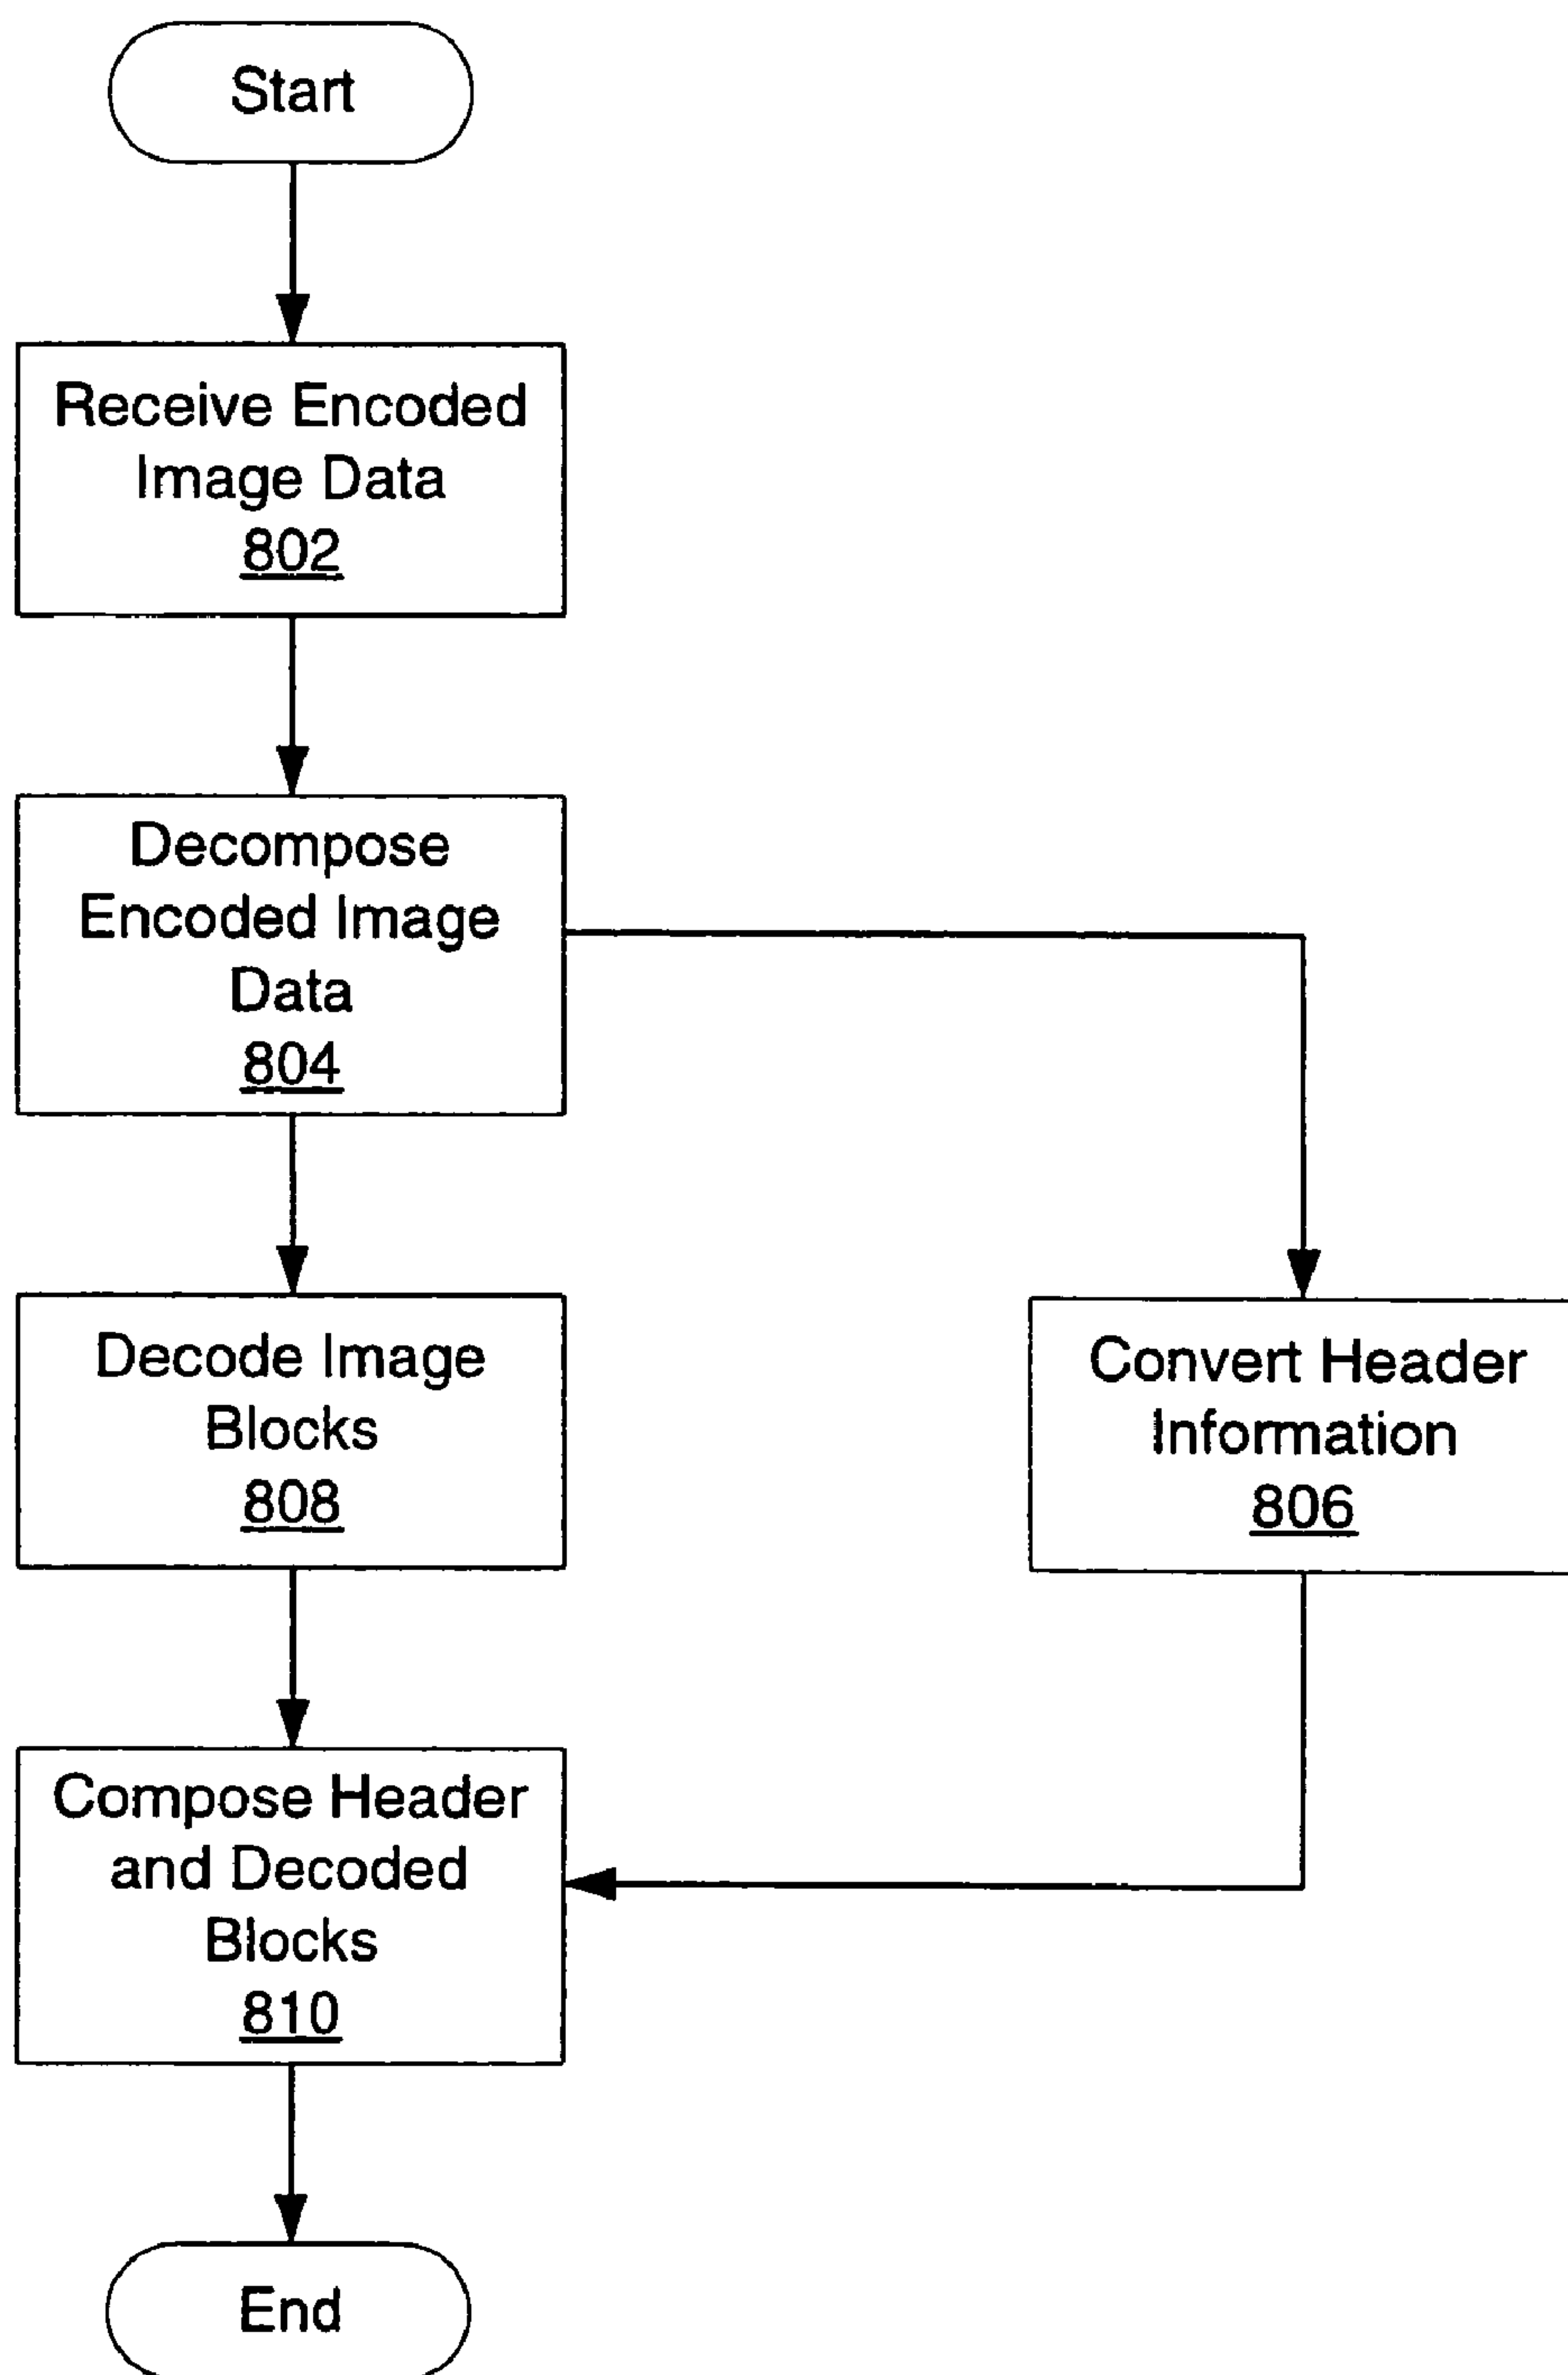 Start
Receive Encoded
Image Data
802
Decompose
Encoded Image
Data
804
Decode Image
Blocks
808
Convert Header
Information
806
Compose Header
and Decoded
Blocks
810
End